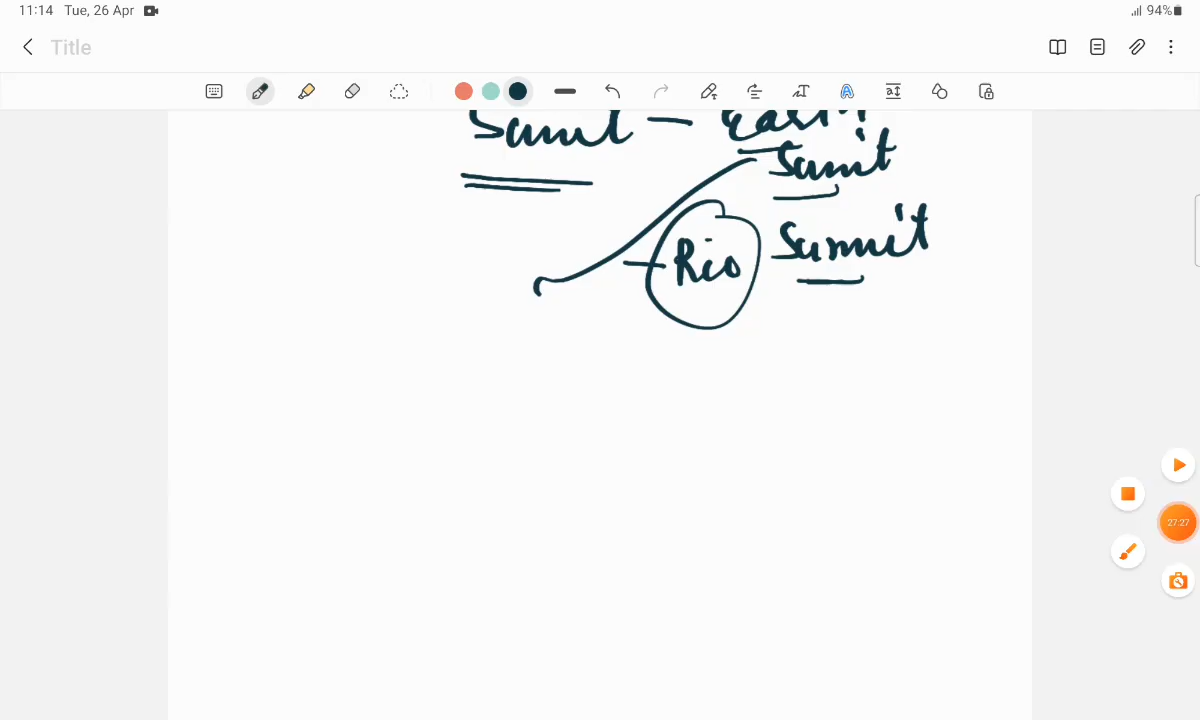 11:14 Tue, 26 Apr 94%
Title
Summit — Earth
Summit
Rio Summit
27:27